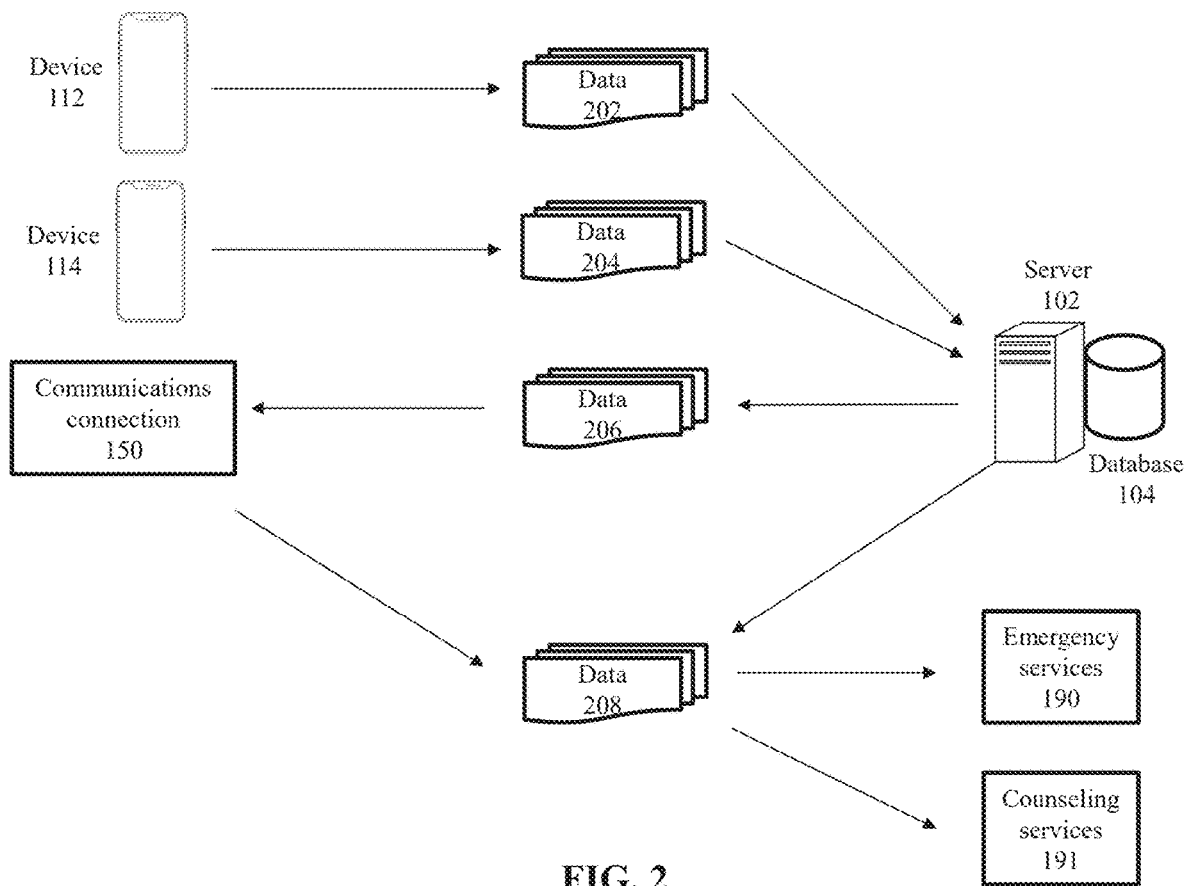 Device
112
Data
202
Device
114
Data
204
Server
102
Communications
connection
150
Data
206
Database
104
Data
208
Emergency
services
190
Counseling
services
191
FIG. 2